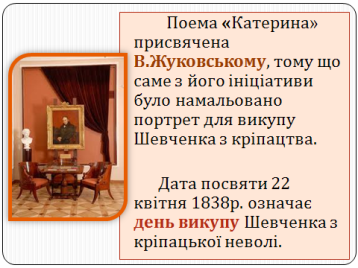 Поема «Катерина»
присвячена
В.Жуковському, тому що
саме з його ініціативи
було намальовано
портрет для викупу
Шевченка з кріпацтва.
Дата посвяти 22
квітня 1838р. означає
день викупу Шевченка з
кріпацької неволі.